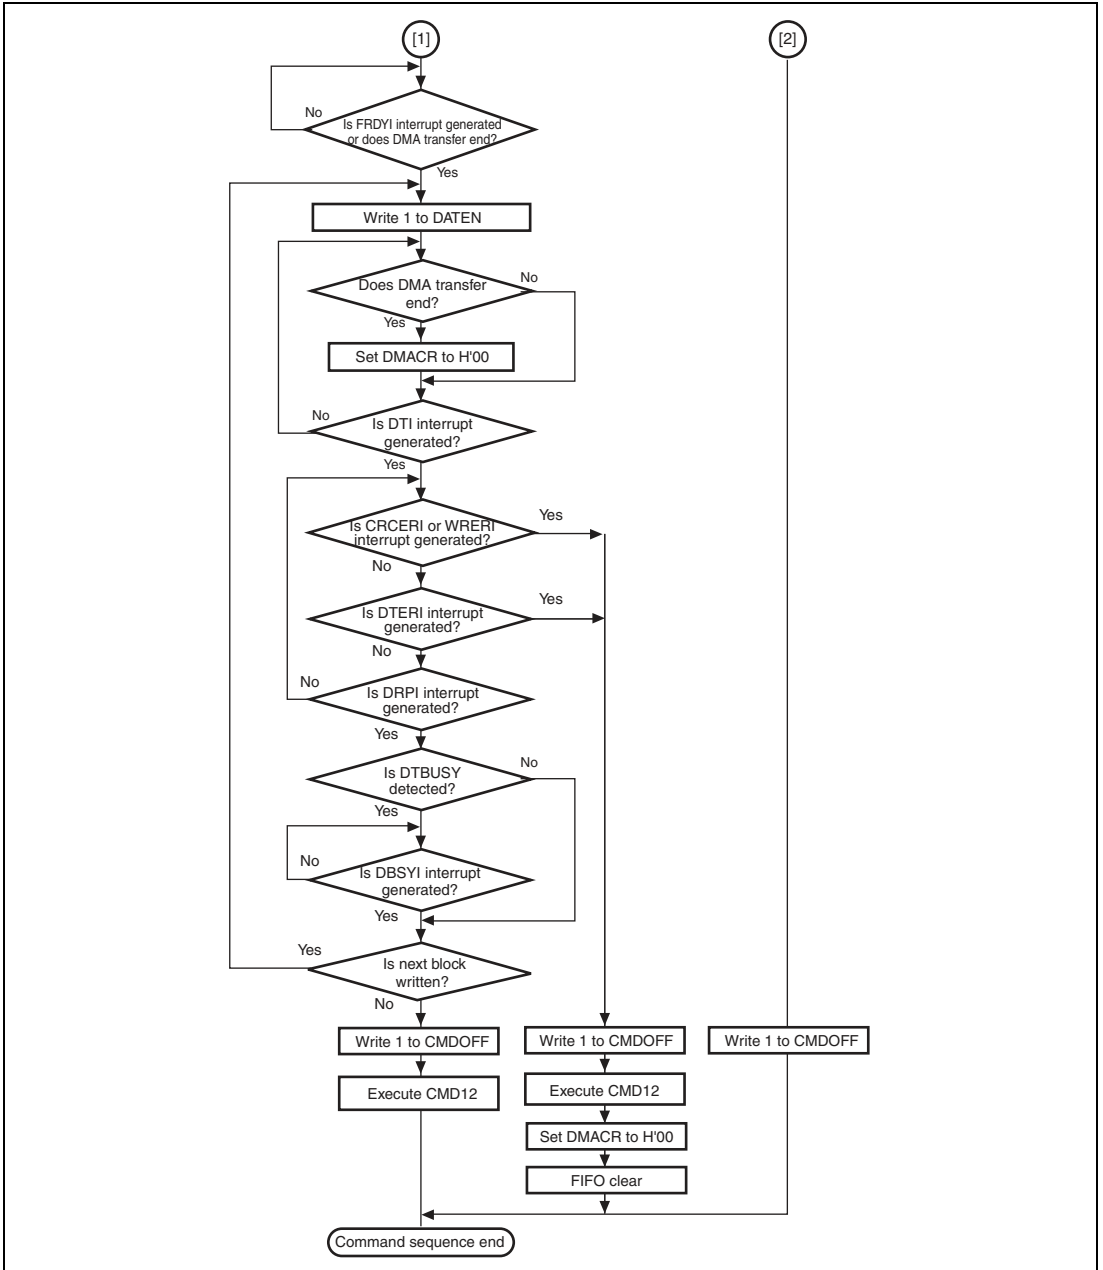 [1]
[2]
No
Is FRDYI interrupt generated
or does DMA transfer end?
Yes
Write 1 to DATEN
Does DMA transfer
end?
No
Yes
Set DMACR to H'00
No
Is DTI interrupt
generated?
Yes
Is CRCERI or WRERI
interrupt generated?
Yes
No
Is DTERI interrupt
generated?
Yes
No
No
Is DRPI interrupt
generated?
Yes
Is DTBUSY
detected?
No
Yes
No
Is DBSYI interrupt
generated?
Yes
Yes
Is next block
written?
No
Write 1 to CMDOFF
Write 1 to CMDOFF
Write 1 to CMDOFF
Execute CMD12
Execute CMD12
Set DMACR to H'00
FIFO clear
Command sequence end